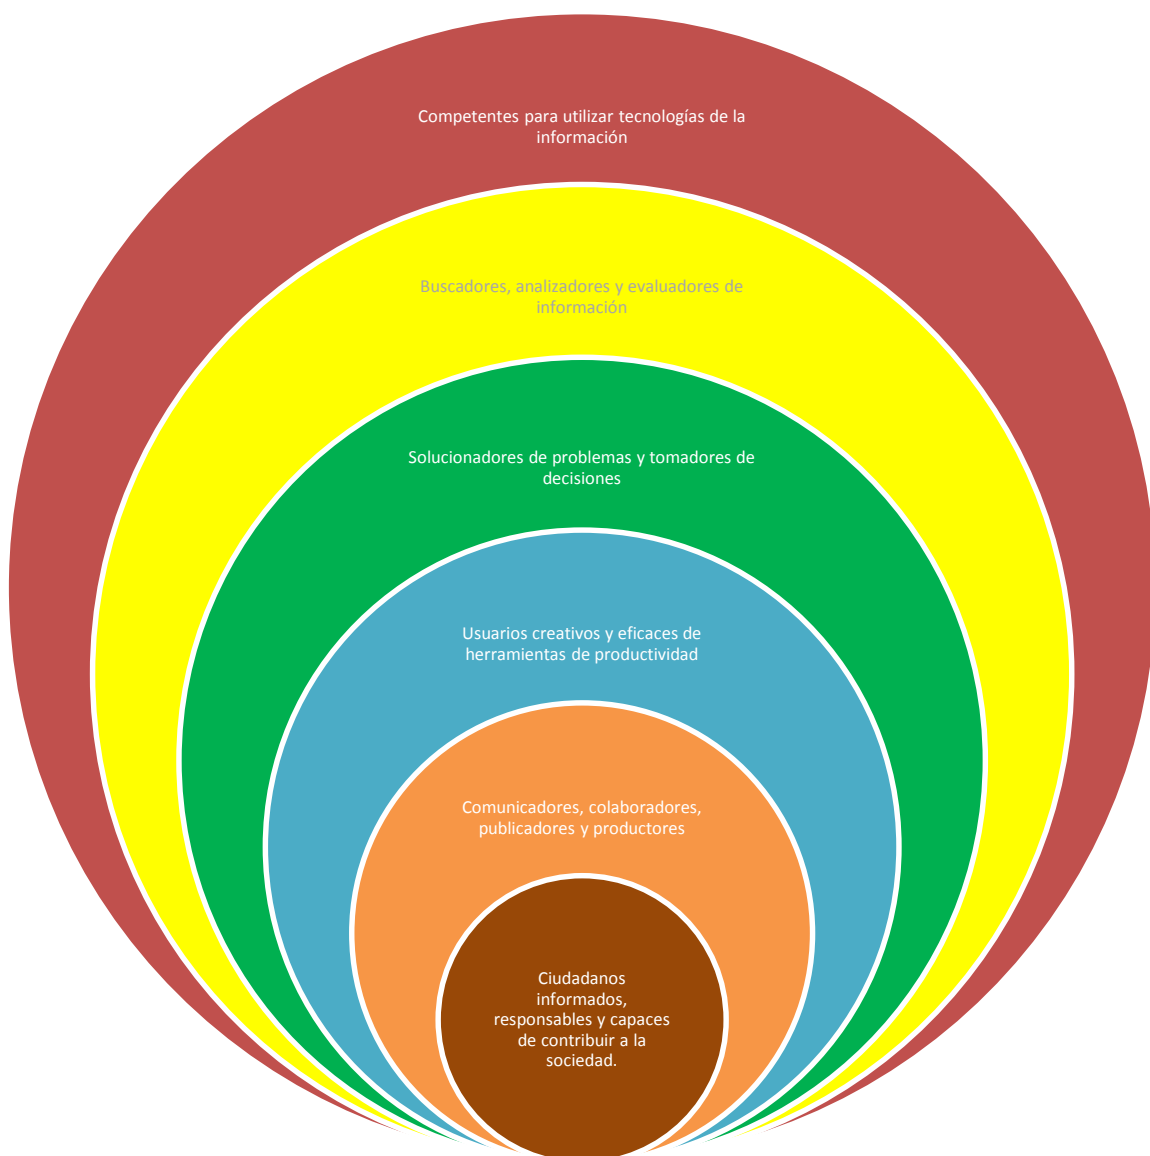 Competentes para utilizar tecnologías de la
información
Buscadores, analizadores y evaluadores de
información
Solucionadores de problemas y tomadores de
decisiones
Usuarios creativos y eficaces de
herramientas de productividad
Comunicadores, colaboradores,
publicadores y productores
Ciudadanos
informados,
responsables y capaces
de contribuir a la
sociedad.